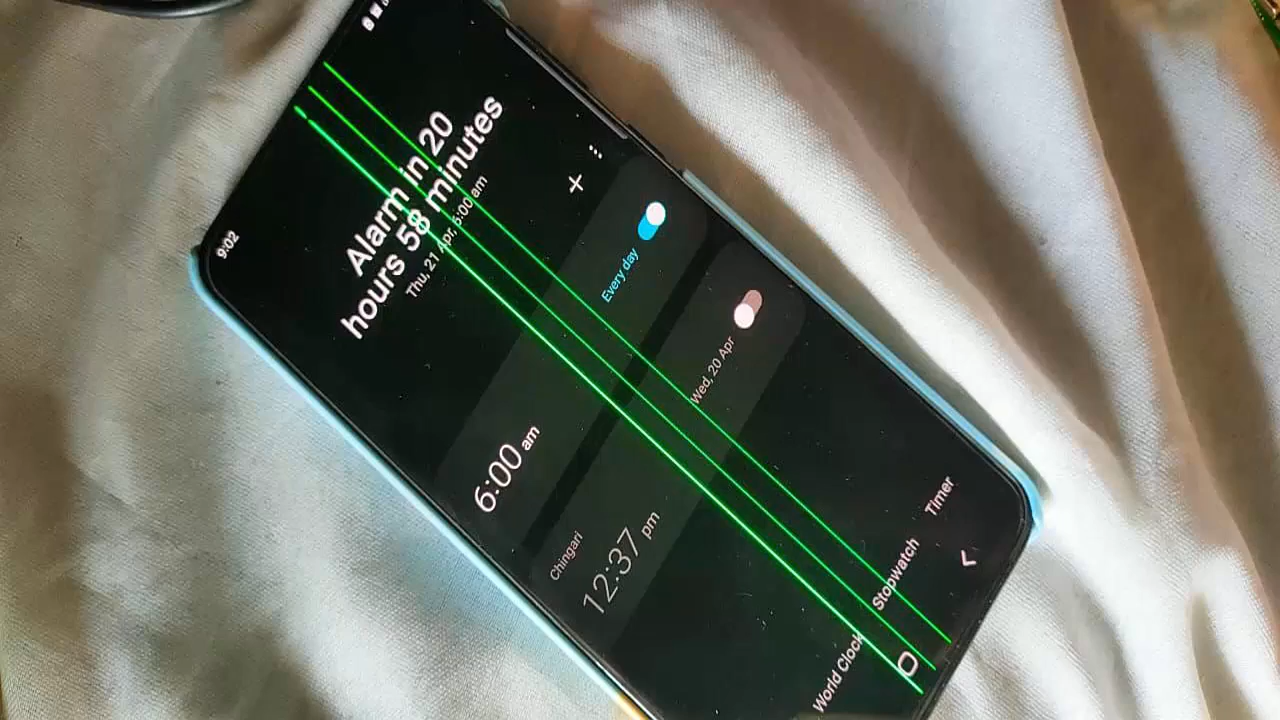 9:02
Alarm in 20
hours 58 minutes
Thu, 21 Apr, 6:00 am
6:00 am
Every day
Chingari
12:37 pm
Wed, 20 Apr
World Clock
Stopwatch
Timer